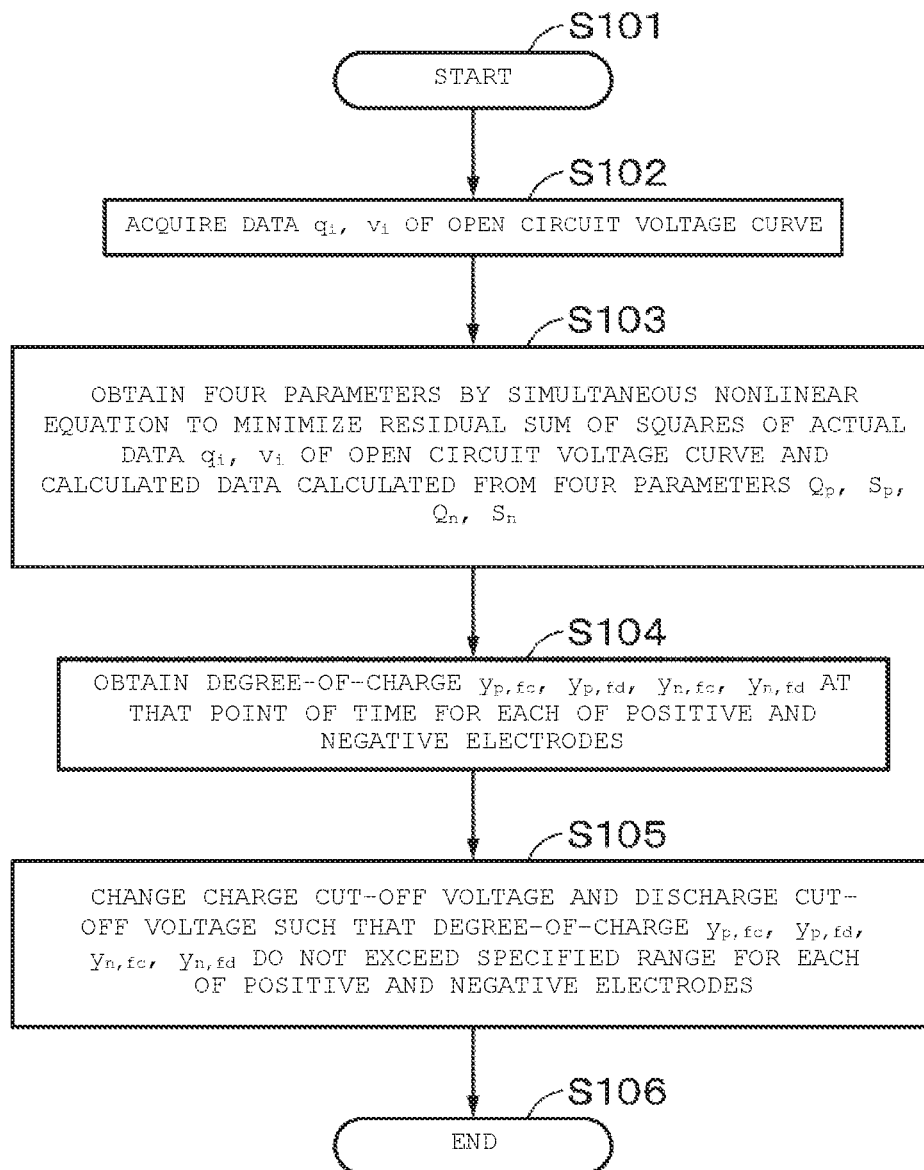 S101
START
S102
ACQUIRE DATA qi, vi OF OPEN CIRCUIT VOLTAGE CURVE
S103
OBTAIN FOUR PARAMETERS BY SIMULTANEOUS NONLINEAR
EQUATION TO MINIMIZE RESIDUAL SUM OF SQUARES OF ACTUAL
DATA qi, vi OF OPEN CIRCUIT VOLTAGE CURVE AND
CALCULATED DATA CALCULATED FROM FOUR PARAMETERS Qp, Sp,
Qn, Sn
S104
OBTAIN DEGREE-OF-CHARGE yp,fc, yp,fd, yn,fc, yn,fd AT
THAT POINT OF TIME FOR EACH OF POSITIVE AND
NEGATIVE ELECTRODES
S105
CHANGE CHARGE CUT-OFF VOLTAGE AND DISCHARGE CUT-
OFF VOLTAGE SUCH THAT DEGREE-OF-CHARGE yp,fc, yp,fd,
yn,fc, yn,fd DO NOT EXCEED SPECIFIED RANGE FOR EACH
OF POSITIVE AND NEGATIVE ELECTRODES
S106
END